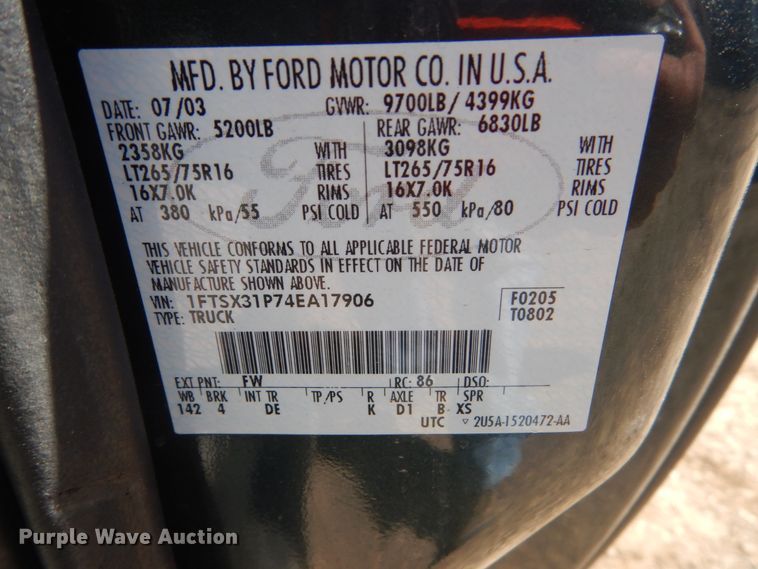 MFD. BY FORD MOTOR CO. IN U.S.A.
DATE: 07/03 GVWR: 9700LB/ 4399KG
FRONT GAWR: 5200LB REAR GAWR: 6830LB
2358KG WITH 3098KG WITH
LT265/75R16 TIRES LT265/75R16 TIRES
16X7.0K RIMS 16X7.0K RIMS
AT 380 kPa/55 PSI COLD AT 550 kPa/80 PSI COLD
Ford
THIS VEHICLE CONFORMS TO ALL APPLICABLE FEDERAL MOTOR
VEHICLE SAFETY STANDARDS IN EFFECT ON THE DATE OF
MANUFACTURE SHOWN ABOVE.
VIN: 1FTSX31P74EA17906 F0205
TYPE: TRUCK T0802
EXT PNT: FW RC: 86 DSO:
WB BRK INT TR TP/PS R AXLE TR SPR
142 4 DE K D1 B XS
UTC ▽ 2U5A-1520472-AA
Purple Wave Auction